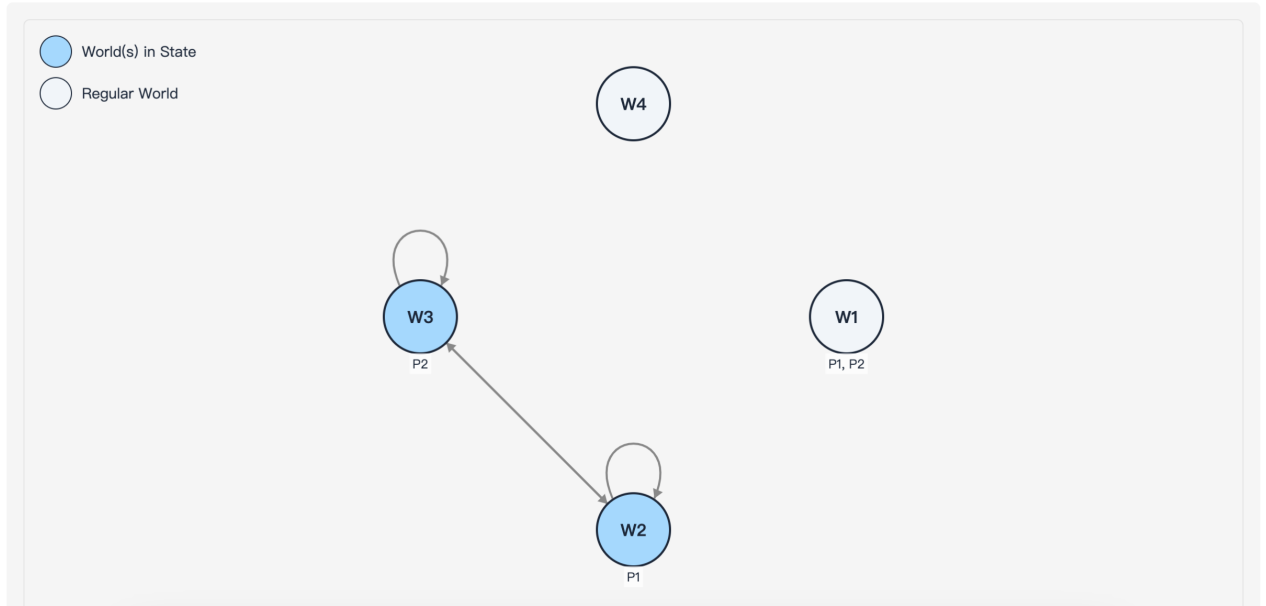 World(s) in State
Regular World
W4
W3
P2
W1
P1, P2
W2
P1